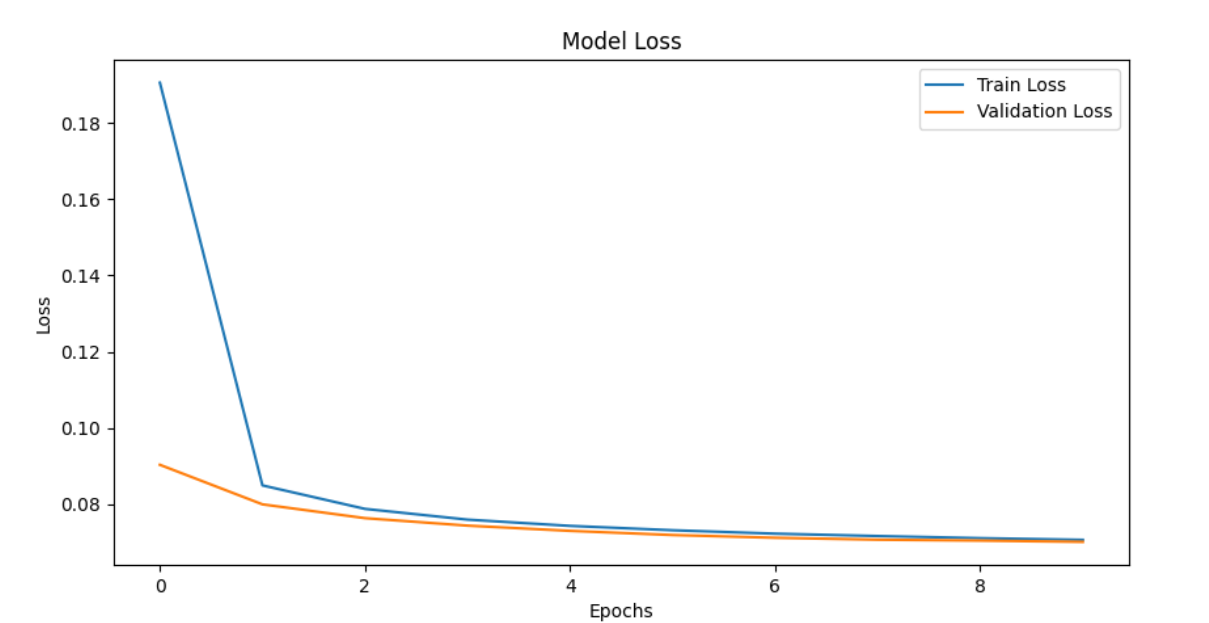 Model Loss
Train Loss
Validation Loss
0.18
0.16
0.14
0.12
0.10
0.08
Loss
0 2 4 6 8
Epochs